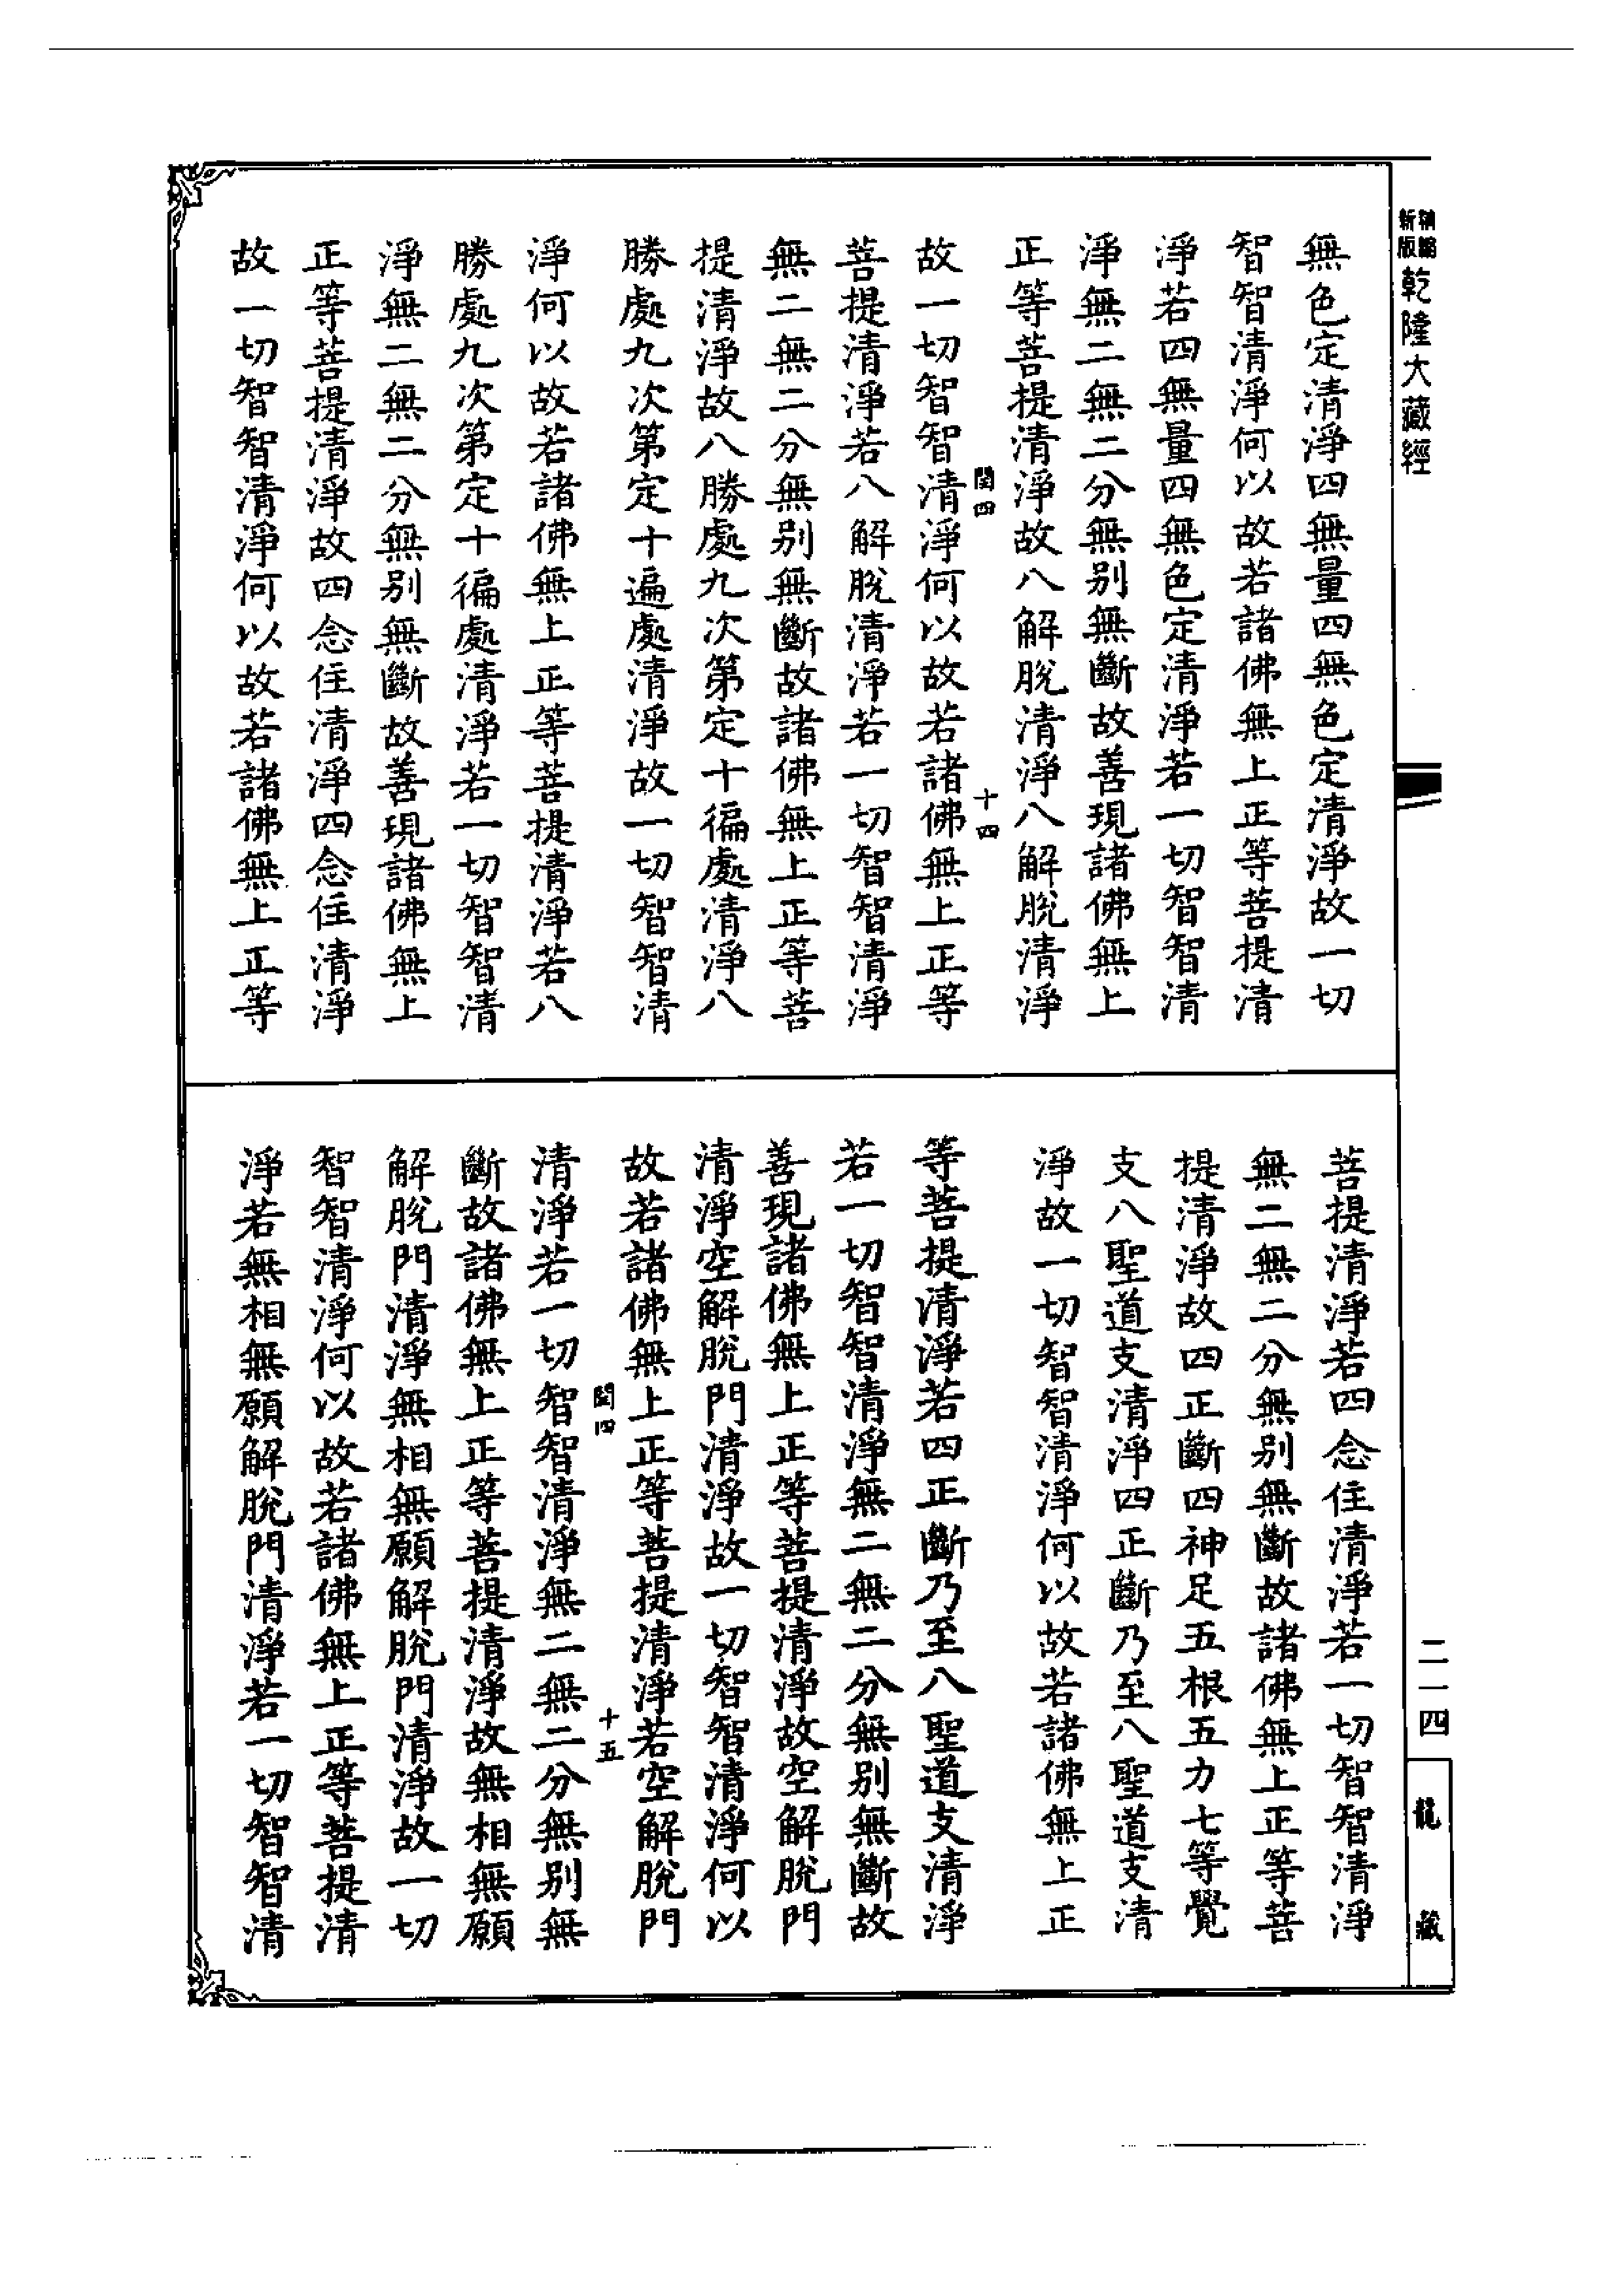 精縮新版乾隆大藏經
無色定清淨四無量四無色定清淨故一切
智智清淨何以故若諸佛無上正等菩提清
淨若四無量四無色定清淨若一切智智清
淨無二無二分無別無斷故善現諸佛無上
正等菩提清淨故八解脫清淨八解脫清淨
閏四 十四
故一切智智清淨何以故若諸佛無上正等
菩提清淨若八解脫清淨若一切智智清淨
無二無二分無別無斷故諸佛無上正等菩
提清淨故八勝處九次第定十徧處清淨八
勝處九次第定十遍處清淨故一切智智清
淨何以故若諸佛無上正等菩提清淨若八
勝處九次第定十徧處清淨若一切智智清
淨無二無二分無別無斷故善現諸佛無上
正等菩提清淨故四念住清淨四念住清淨
故一切智智清淨何以故若諸佛無上正等
菩提清淨若四念住清淨若一切智智清淨
無二無二分無別無斷故諸佛無上正等菩
提清淨故四正斷四神足五根五力七等覺
支八聖道支清淨四正斷乃至八聖道支清
淨故一切智智清淨何以故若諸佛無上正
等菩提清淨若四正斷乃至八聖道支清淨
若一切智智清淨無二無二分無別無斷故
善現諸佛無上正等菩提清淨故空解脫門
清淨空解脫門清淨故一切智智清淨何以
故若諸佛無上正等菩提清淨若空解脫門
閏四 十五
清淨若一切智智清淨無二無二分無別無
斷故諸佛無上正等菩提清淨故無相無願
解脫門清淨無相無願解脫門清淨故一切
智智清淨何以故若諸佛無上正等菩提清
淨若無相無願解脫門清淨若一切智智清
二一四
龍藏